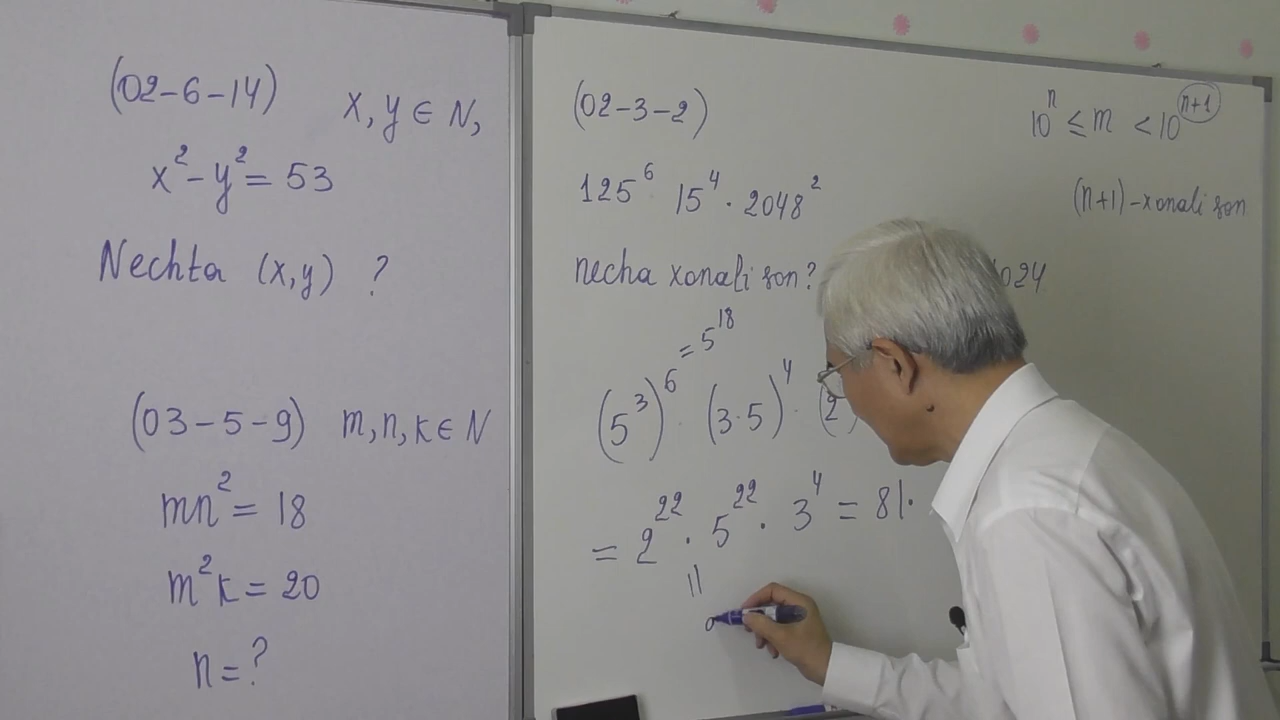 (02-6-14) x, y ∈ N,
x² - y² = 53
Nechta (x,y) ?
(03-5-9) m, n, k ∈ N
mn² = 18
m²k = 20
n = ?
(02-3-2)
125⁶ 15⁴ · 2048²
necha xonali son?
= 5¹⁸
(5³)⁶ · (3·5)⁴ · (2
= 2²² · 5²² · 3⁴ = 81·
||
10ⁿ ≤ m < 10ⁿ⁺¹
(n+1)-xonali son